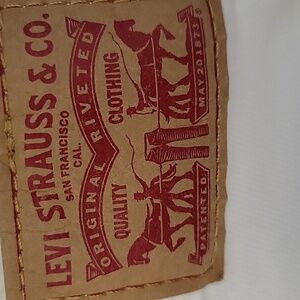 LEVI STRAUSS & CO.
SAN FRANCISCO
CAL.
ORIGINAL RIVETED
QUALITY CLOTHING
PATENTED MAY 20 1873